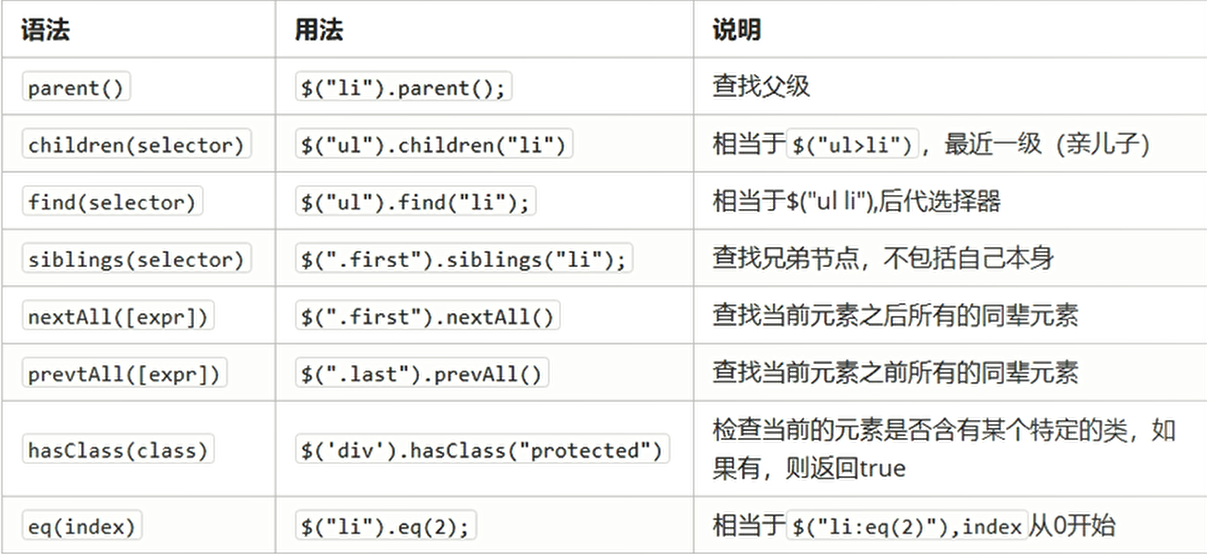 语法 用法 说明
parent() $("li").parent(); 查找父级
children(selector) $("ul").children("li") 相当于$("ul>li")，最近一级（亲儿子）
find(selector) $("ul").find("li"); 相当于$("ul li"),后代选择器
siblings(selector) $(".first").siblings("li"); 查找兄弟节点，不包括自己本身
nextAll([expr]) $(".first").nextAll() 查找当前元素之后所有的同辈元素
prevtAll([expr]) $(".last").prevAll() 查找当前元素之前所有的同辈元素
hasClass(class) $('div').hasClass("protected") 检查当前的元素是否含有某个特定的类，如
果有，则返回true
eq(index) $("li").eq(2); 相当于$("li:eq(2)"),index从0开始